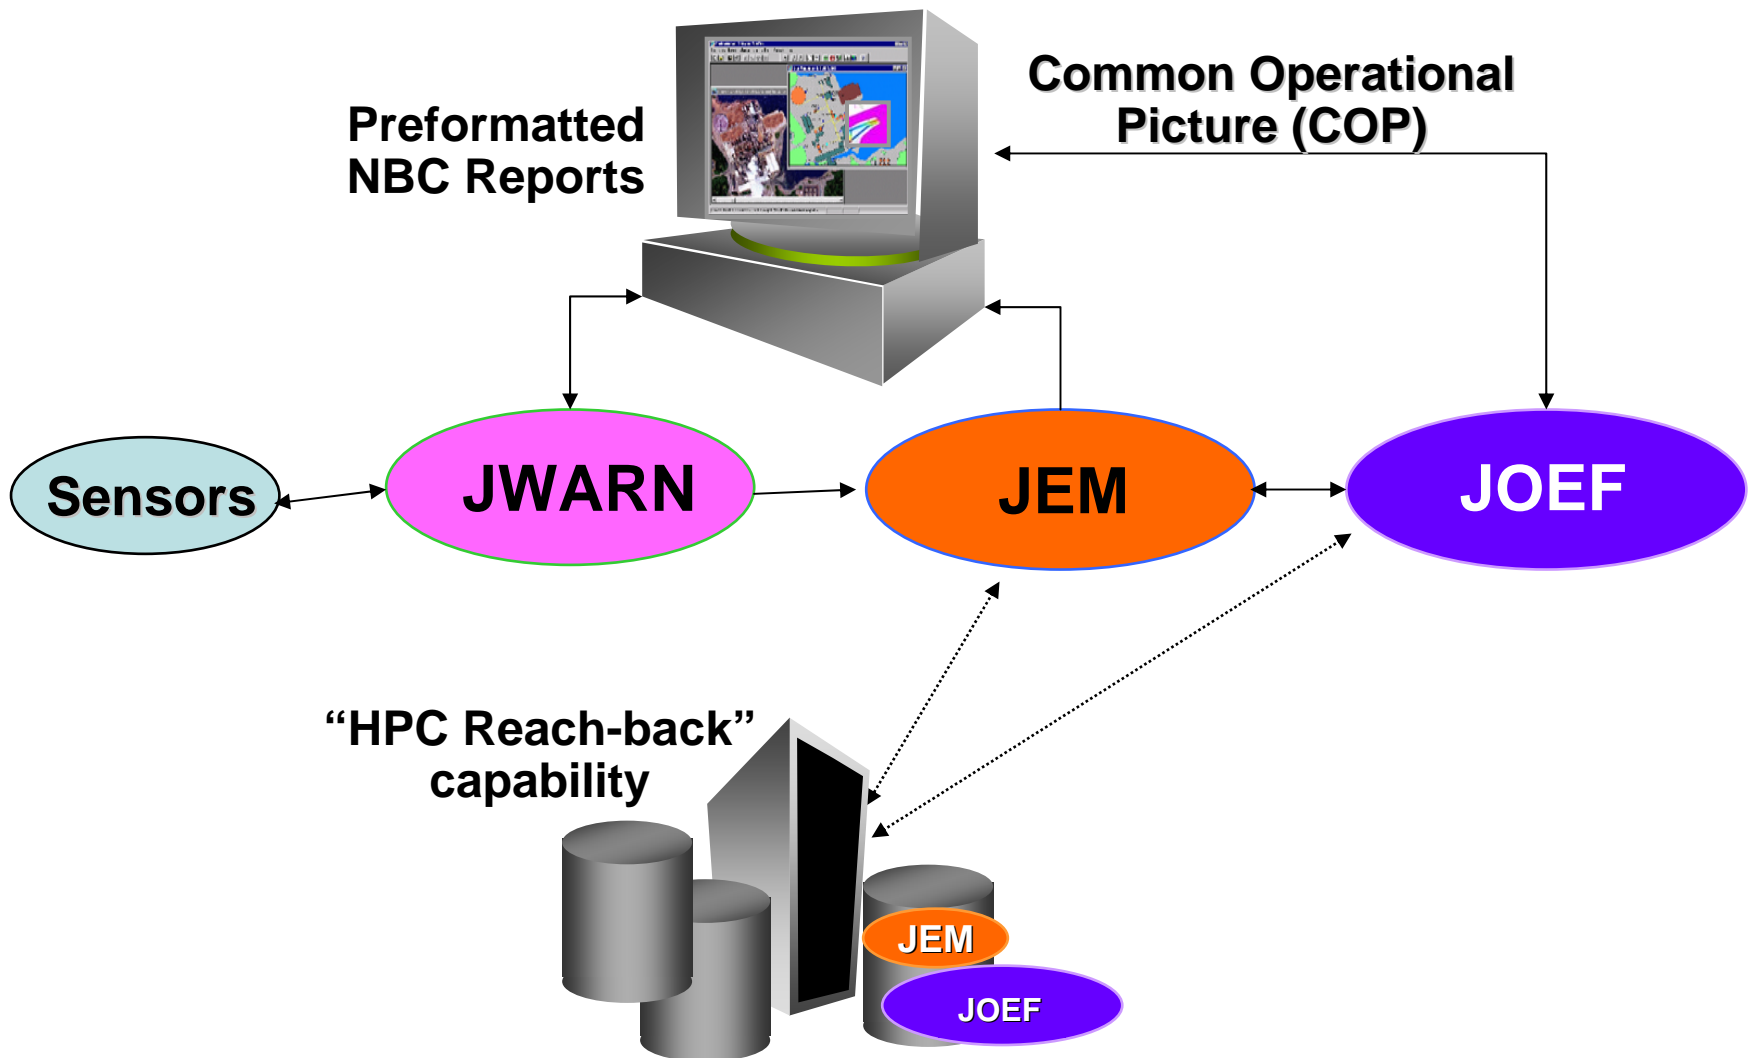 Common Operational
Picture (COP)
Preformatted
NBC Reports
Sensors
JWARN
JEM
JOEF
“HPC Reach-back”
capability
JEM
JOEF